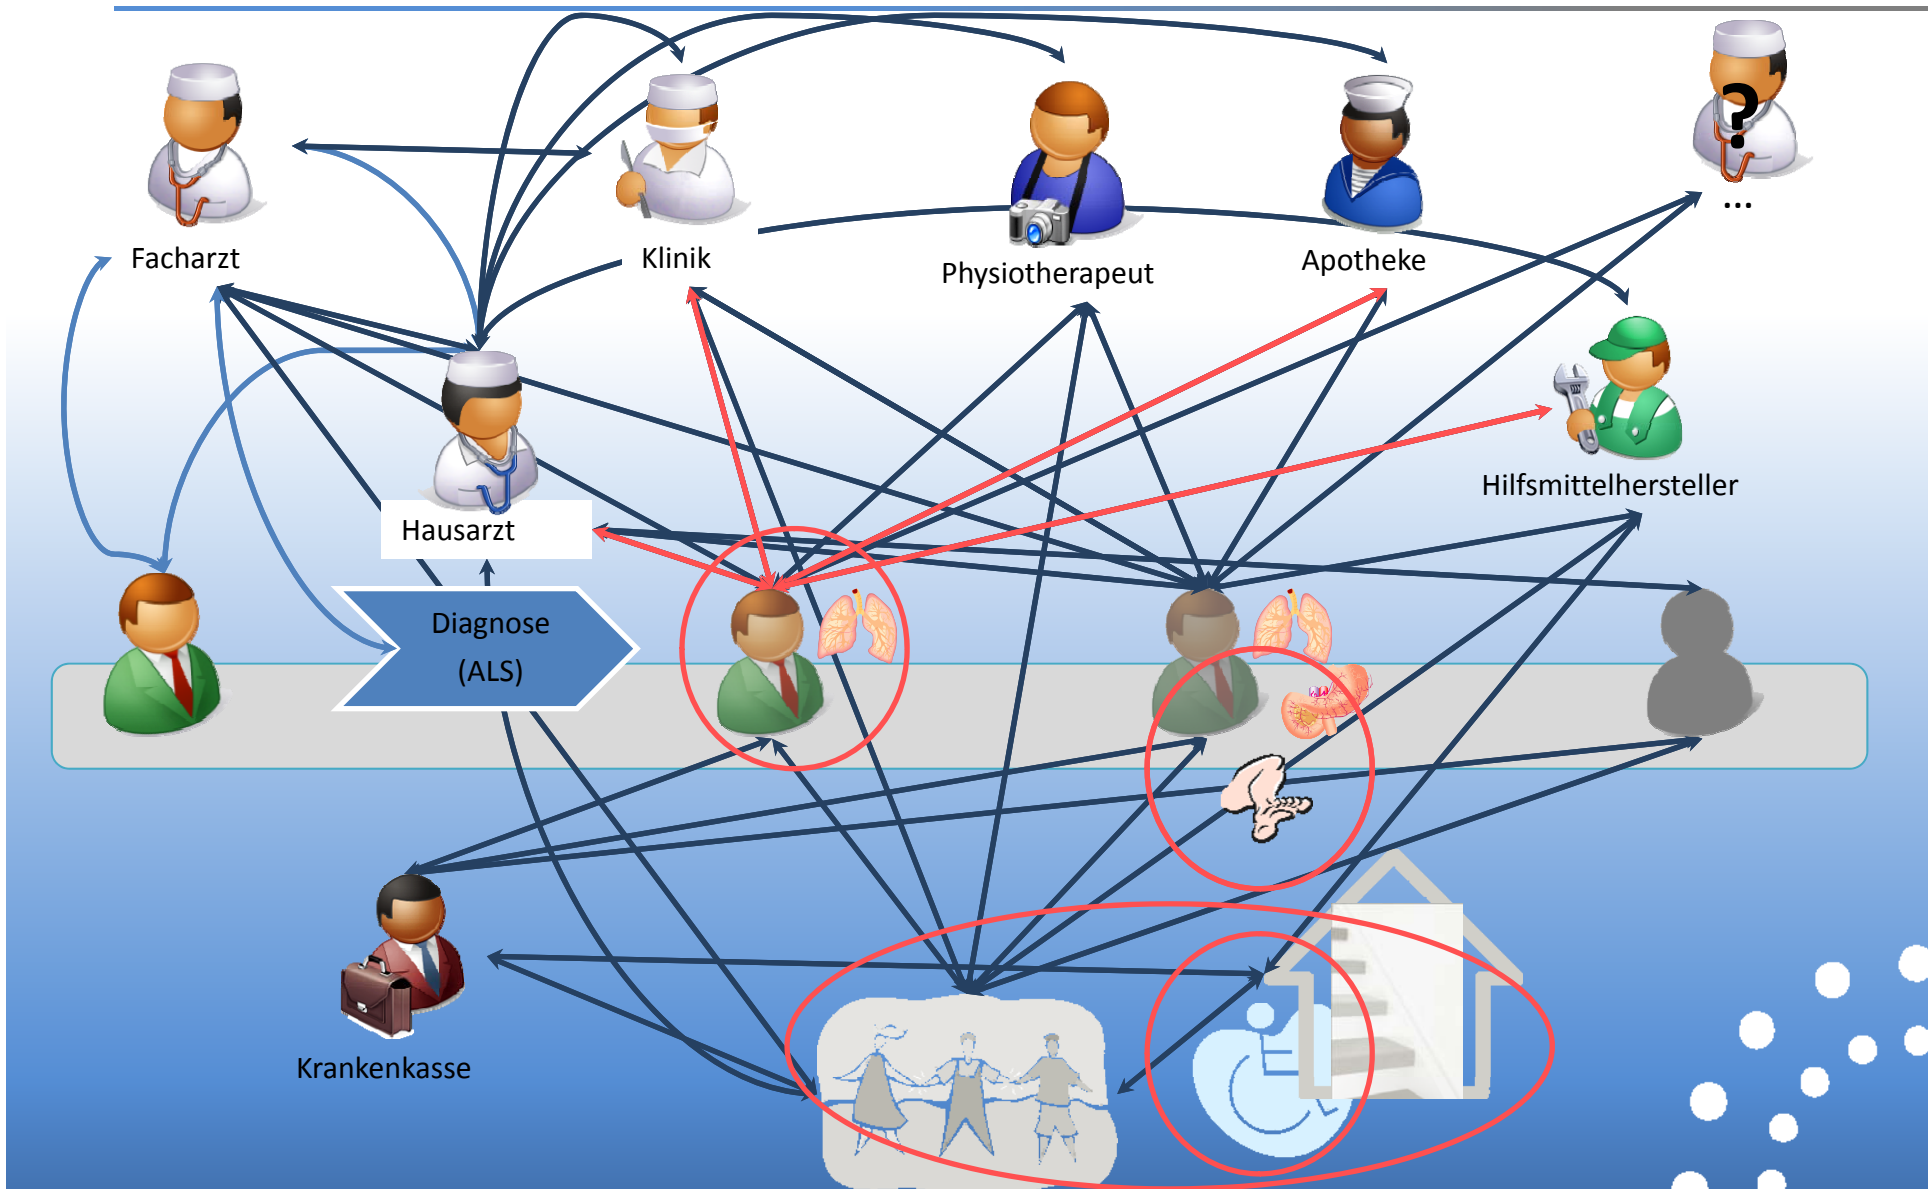 ?
...
Facharzt
Klinik
Physiotherapeut
Apotheke
Hilfsmittelhersteller
Hausarzt
Diagnose
(ALS)
Krankenkasse